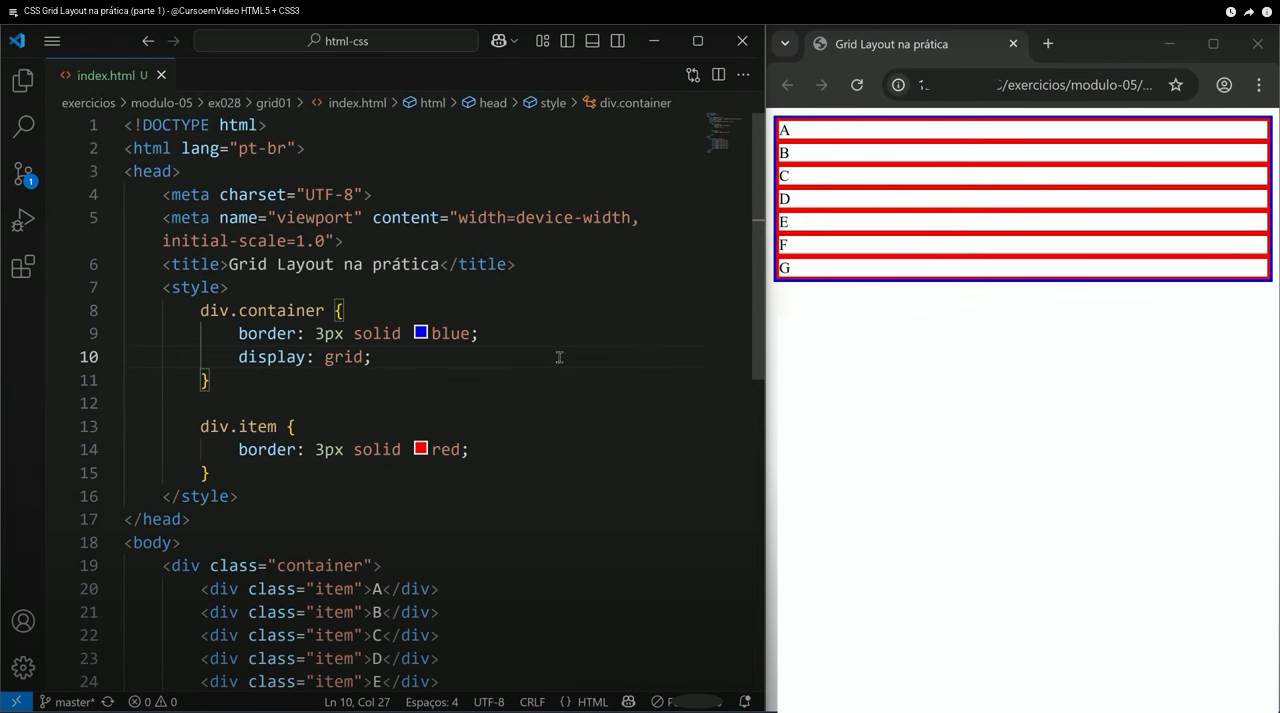 CSS Grid Layout na prática (parte 1) - @CursoemVideo HTML5 + CSS3
html-css
index.html U
exercicios > modulo-05 > ex028 > grid01 > index.html > html > head > style > div.container
1 <!DOCTYPE html>
2 <html lang="pt-br">
3 <head>
4 <meta charset="UTF-8">
5 <meta name="viewport" content="width=device-width,
initial-scale=1.0">
6 <title>Grid Layout na prática</title>
7 <style>
8 div.container {
9 border: 3px solid blue;
10 display: grid;
11 }
12
13 div.item {
14 border: 3px solid red;
15 }
16 </style>
17 </head>
18 <body>
19 <div class="container">
20 <div class="item">A</div>
21 <div class="item">B</div>
22 <div class="item">C</div>
23 <div class="item">D</div>
24 <div class="item">E</div>
1
master* 0 0 Ln 10, Col 27 Espaços: 4 UTF-8 CRLF {} HTML
Grid Layout na prática
/exercicios/modulo-05/...
A
B
C
D
E
F
G